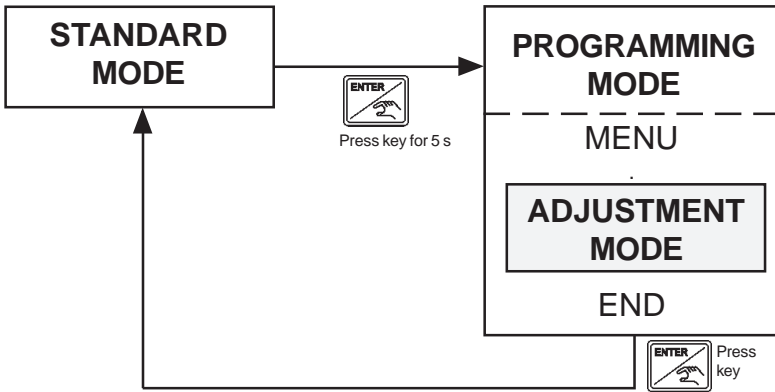 STANDARD
MODE
ENTER
Press key for 5 s
PROGRAMMING
MODE
MENU
.
ADJUSTMENT
MODE
END
ENTER
Press
key